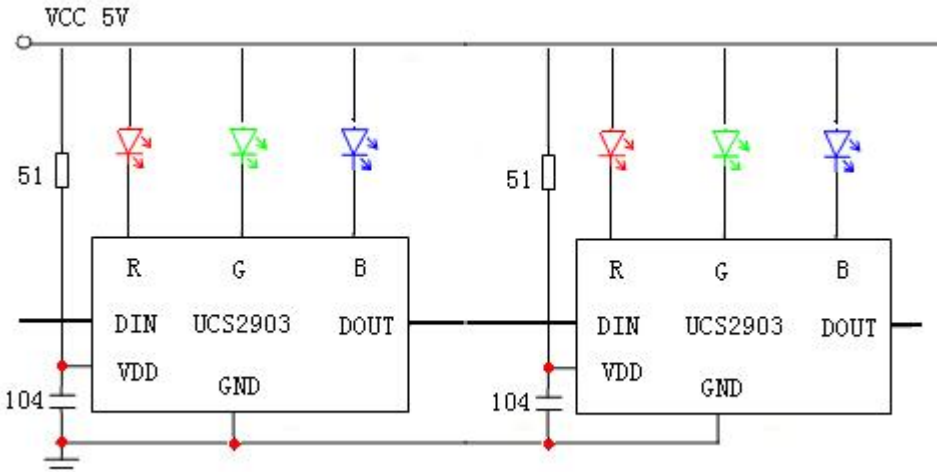 VCC 5V
51
51
R G B
R G B
DIN UCS2903 DOUT
DIN UCS2903 DOUT
VDD
VDD
GND
GND
104
104